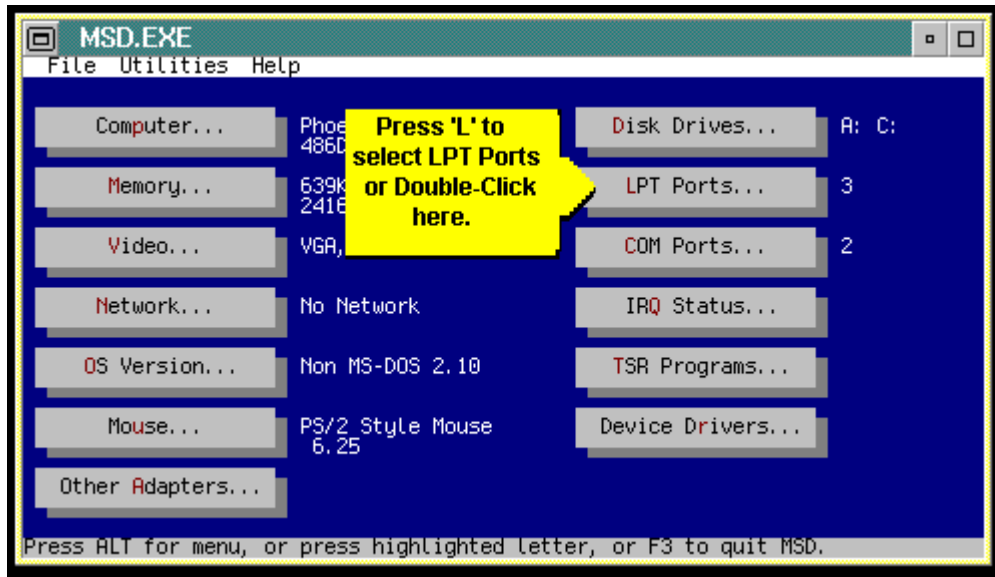 MSD.EXE
File Utilities Help
Computer...
Phoe
486D
Press 'L' to
select LPT Ports
or Double-Click
here.
Disk Drives...
A: C:
Memory...
639K
2416
LPT Ports...
3
Video...
VGA,
COM Ports...
2
Network...
No Network
IRQ Status...
OS Version...
Non MS-DOS 2.10
TSR Programs...
Mouse...
PS/2 Style Mouse
6.25
Device Drivers...
Other Adapters...
Press ALT for menu, or press highlighted letter, or F3 to quit MSD.